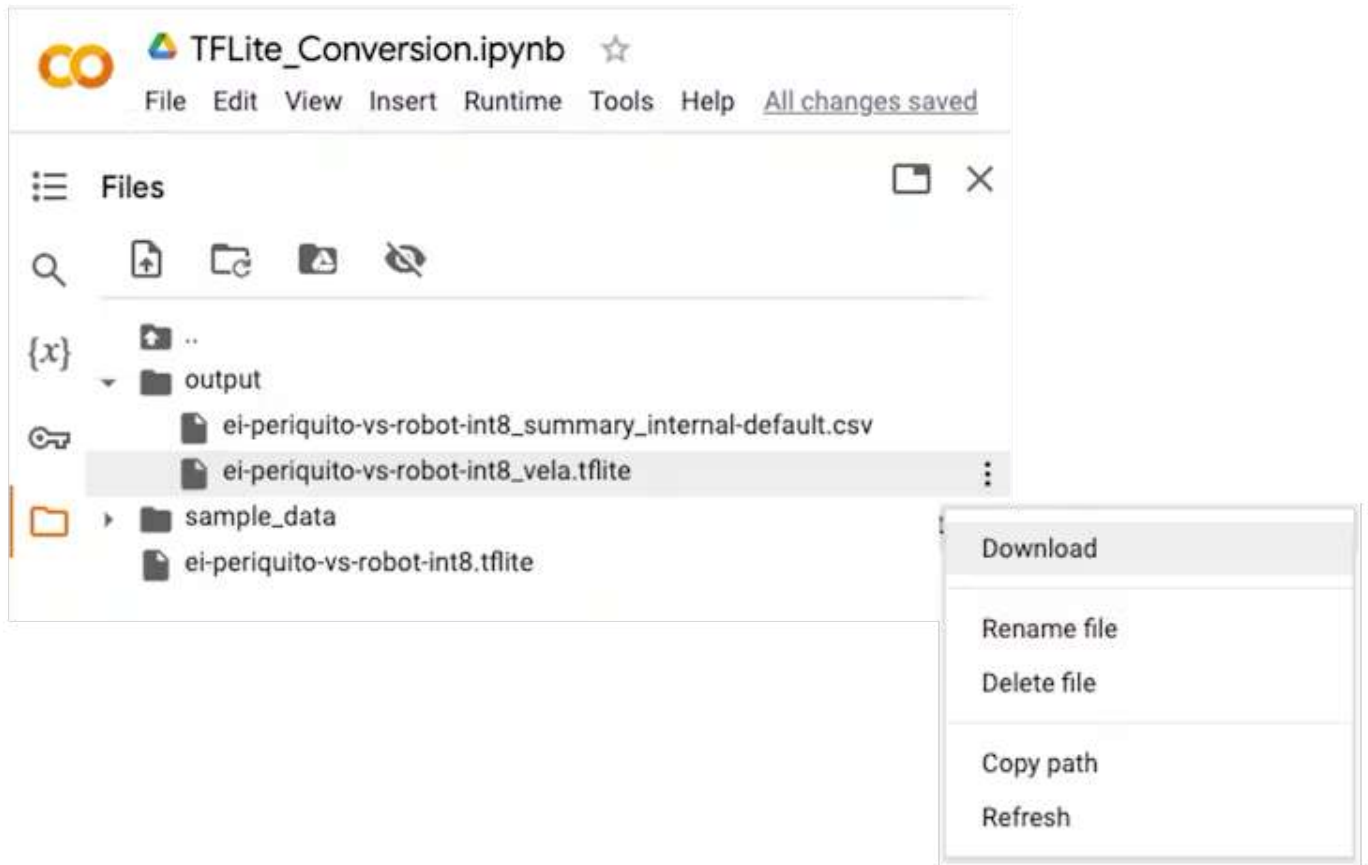 CO
TFLite_Conversion.ipynb
File Edit View Insert Runtime Tools Help All changes saved
Files
..
{x}
output
ei-periquito-vs-robot-int8_summary_internal-default.csv
ei-periquito-vs-robot-int8_vela.tflite
sample_data
ei-periquito-vs-robot-int8.tflite
Download
Rename file
Delete file
Copy path
Refresh